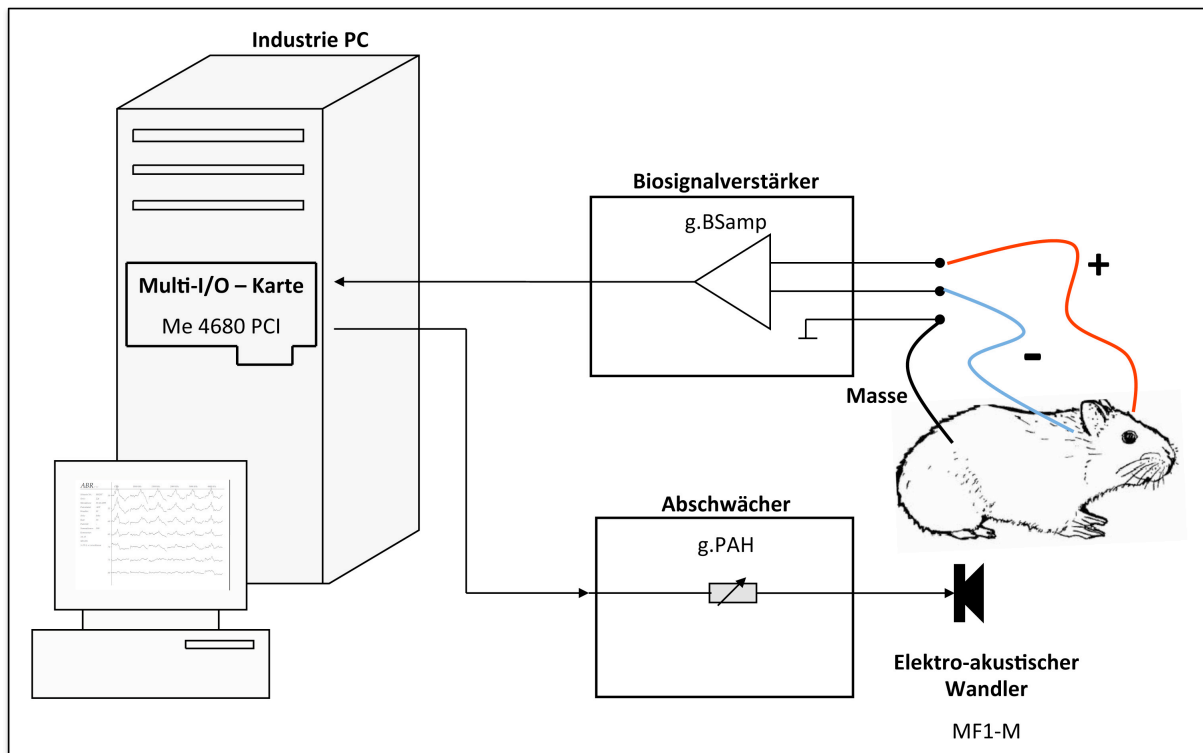 Industrie PC
Biosignalverstärker
g.BSamp
+
Multi-I/O – Karte
Me 4680 PCI
-
Masse
ABR
Abschwächer
g.PAH
Elektro-akustischer
Wandler
MF1-M